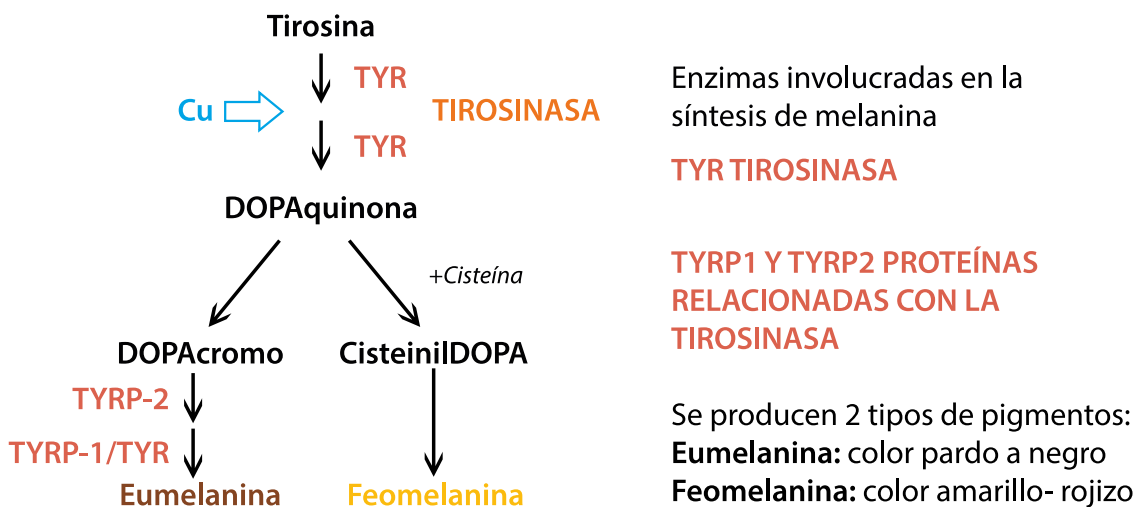 Tirosina
TYR
Cu
TIROSINASA
TYR
DOPAquinona
+Cisteína
DOPAcromo
CisteinilDOPA
TYRP-2
TYRP-1/TYR
Eumelanina
Feomelanina
Enzimas involucradas en la
síntesis de melanina
TYR TIROSINASA
TYRP1 Y TYRP2 PROTEÍNAS
RELACIONADAS CON LA
TIROSINASA
Se producen 2 tipos de pigmentos:
Eumelanina: color pardo a negro
Feomelanina: color amarillo- rojizo